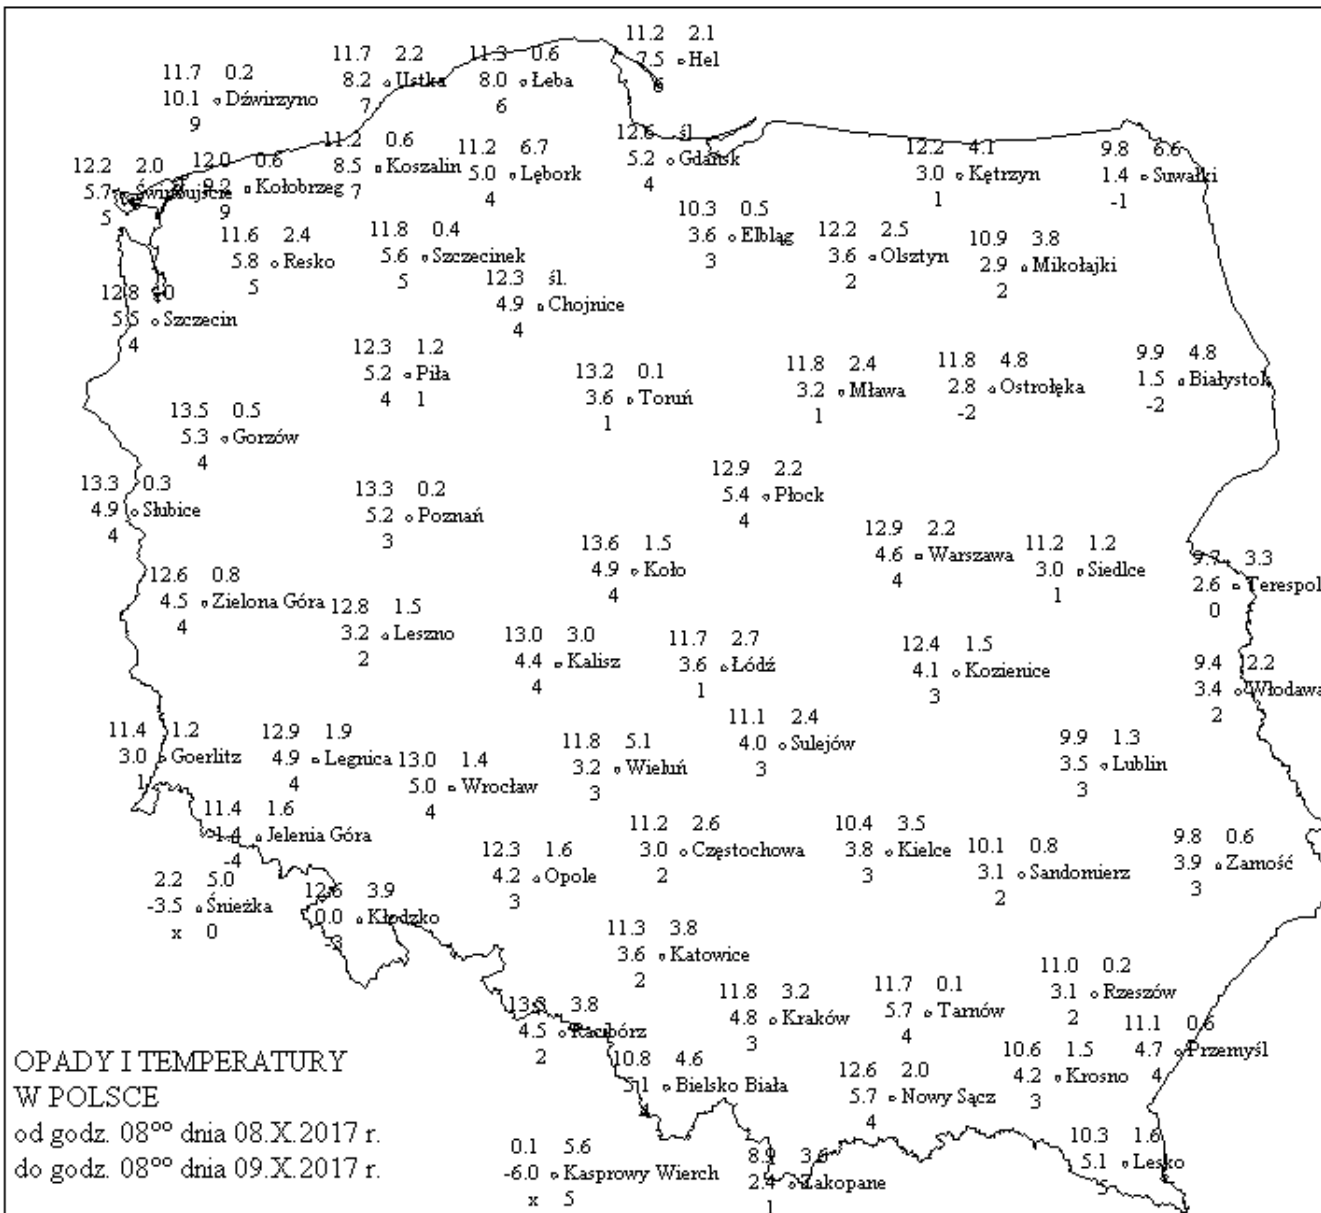 11.2 2.1
7.5 Hel
6
11.7 2.2
8.2 Ustka
7
11.3 0.6
8.0 Łeba
6
11.7 0.2
10.1 Dźwirzyno
9
12.2 2.0
5.7 Świnoujście
5
12.0 0.6
9.2 Kołobrzeg
9
11.2 0.6
8.5 Koszalin
7
11.2 6.7
5.0 Lębork
4
12.6 śl
5.2 Gdańsk
4
12.2 4.1
3.0 Kętrzyn
1
9.8 6.6
1.4 Suwałki
-1
11.6 2.4
5.8 Resko
5
11.8 0.4
5.6 Szczecinek
5
10.3 0.5
3.6 Elbląg
3
12.2 2.5
3.6 Olsztyn
2
10.9 3.8
2.9 Mikołajki
2
12.3 śl.
4.9 Chojnice
4
12.8
5.5 Szczecin
4
12.3 1.2
5.2 Piła
4 1
13.2 0.1
3.6 Toruń
1
11.8 2.4
3.2 Mława
1
11.8 4.8
2.8 Ostrołęka
-2
9.9 4.8
1.5 Białystok
-2
13.5 0.5
5.3 Gorzów
4
13.3 0.3
4.9 Słubice
4
13.3 0.2
5.2 Poznań
3
12.9 2.2
5.4 Płock
4
13.6 1.5
4.9 Koło
4
12.9 2.2
4.6 Warszawa
4
11.2 1.2
3.0 Siedlce
1
9.7 3.3
2.6 Terespol
0
12.6 0.8
4.5 Zielona Góra
4
12.8 1.5
3.2 Leszno
2
13.0 3.0
4.4 Kalisz
4
11.7 2.7
3.6 Łódź
1
12.4 1.5
4.1 Kozienice
3
9.4 2.2
3.4 Włodawa
2
11.4 1.2
3.0 Goerlitz
1
12.9 1.9
4.9 Legnica
4
13.0 1.4
5.0 Wrocław
4
11.8 5.1
3.2 Wieluń
3
11.1 2.4
4.0 Sulejów
3
9.9 1.3
3.5 Lublin
3
11.4 1.6
-1.4 Jelenia Góra
-4
2.2 5.0
-3.5 Śnieżka
x 0
12.6 3.9
0.0 Kłodzko
-3
12.3 1.6
4.2 Opole
3
11.2 2.6
3.0 Częstochowa
2
10.4 3.5
3.8 Kielce
3
10.1 0.8
3.1 Sandomierz
2
9.8 0.6
3.9 Zamość
3
11.3 3.8
3.6 Katowice
2
3.8
4.5 Racibórz
2
11.8 3.2
4.8 Kraków
3
11.7 0.1
5.7 Tarnów
4
11.0 0.2
3.1 Rzeszów
2
11.1 0.6
4.7 Przemyśl
4
10.8 4.6
5.1 Bielsko Biała
12.6 2.0
5.7 Nowy Sącz
4
10.6 1.5
4.2 Krosno
3
10.3 1.6
5.1 Lesko
0.1 5.6
-6.0 Kasprowy Wierch
x 5
3.6
2.4 Zakopane
1
OPADY I TEMPERATURY
W POLSCE
od godz. 08ºº dnia 08.X.2017 r.
do godz. 08ºº dnia 09.X.2017 r.